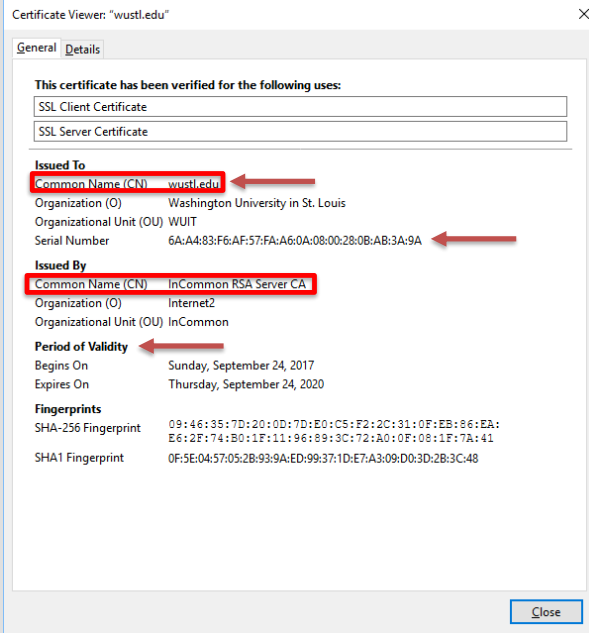 Certificate Viewer: "wustl.edu"
General Details
This certificate has been verified for the following uses:
SSL Client Certificate
SSL Server Certificate
Issued To
Common Name (CN) wustl.edu
Organization (O) Washington University in St. Louis
Organizational Unit (OU) WUIT
Serial Number 6A:A4:83:F6:AF:57:FA:A6:0A:08:00:28:0B:AB:3A:9A
Issued By
Common Name (CN) InCommon RSA Server CA
Organization (O) Internet2
Organizational Unit (OU) InCommon
Period of Validity
Begins On Sunday, September 24, 2017
Expires On Thursday, September 24, 2020
Fingerprints
SHA-256 Fingerprint 09:46:35:7D:20:0D:7D:E0:C5:F2:2C:31:0F:EB:86:EA:
E6:2F:74:B0:1F:11:96:89:3C:72:A0:0F:08:1F:7A:41
SHA1 Fingerprint 0F:5E:04:57:05:2B:93:9A:ED:99:37:1D:E7:A3:09:D0:3D:2B:3C:48
Close